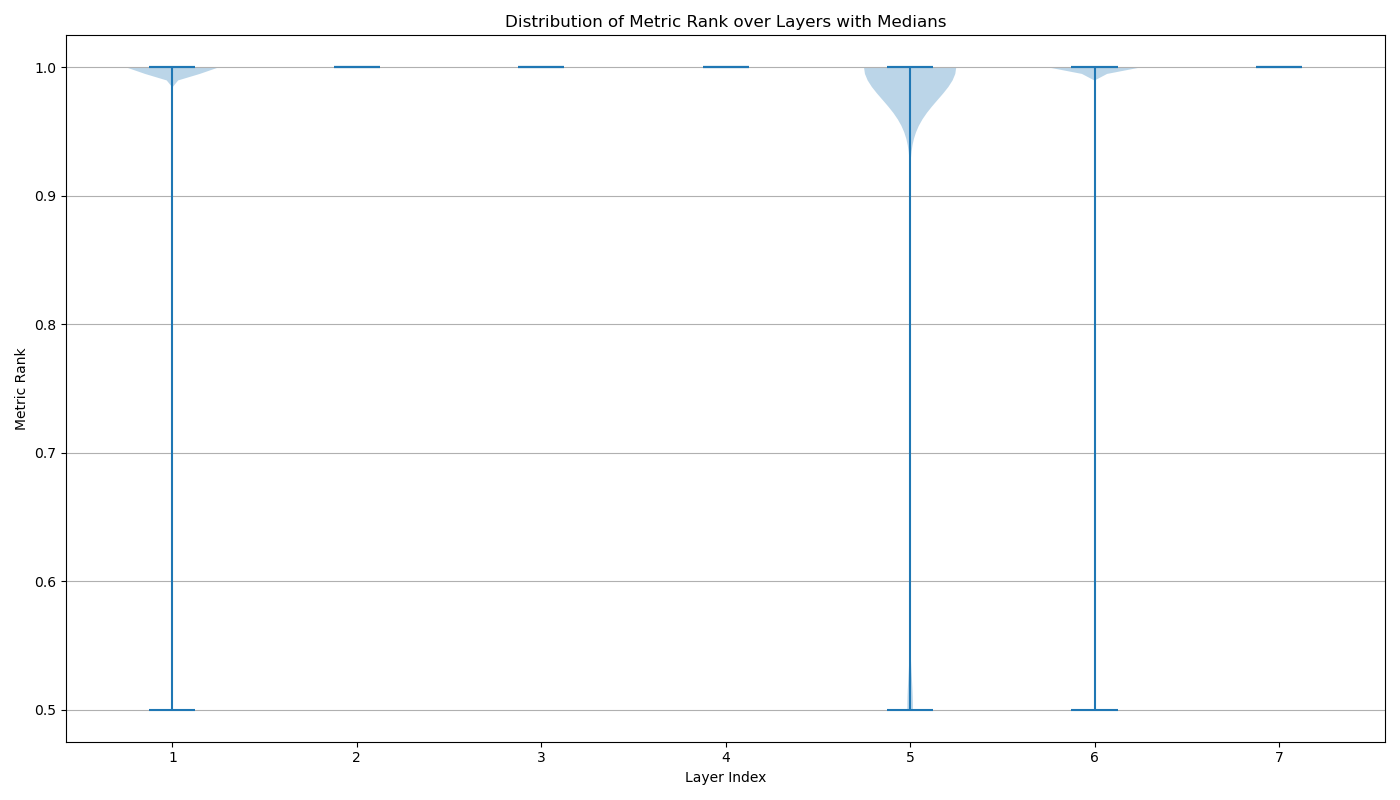 Distribution of Metric Rank over Layers with Medians
1.0
0.9
0.8
0.7
0.6
0.5
Metric Rank
1 2 3 4 5 6 7
Layer Index